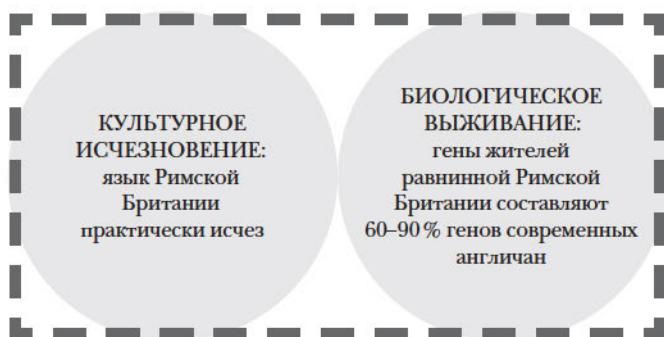 КУЛЬТУРНОЕ
ИСЧЕЗНОВЕНИЕ:
язык Римской
Британии
практически исчез
БИОЛОГИЧЕСКОЕ
ВЫЖИВАНИЕ:
гены жителей
равнинной Римской
Британии составляют
60–90 % генов современных
англичан